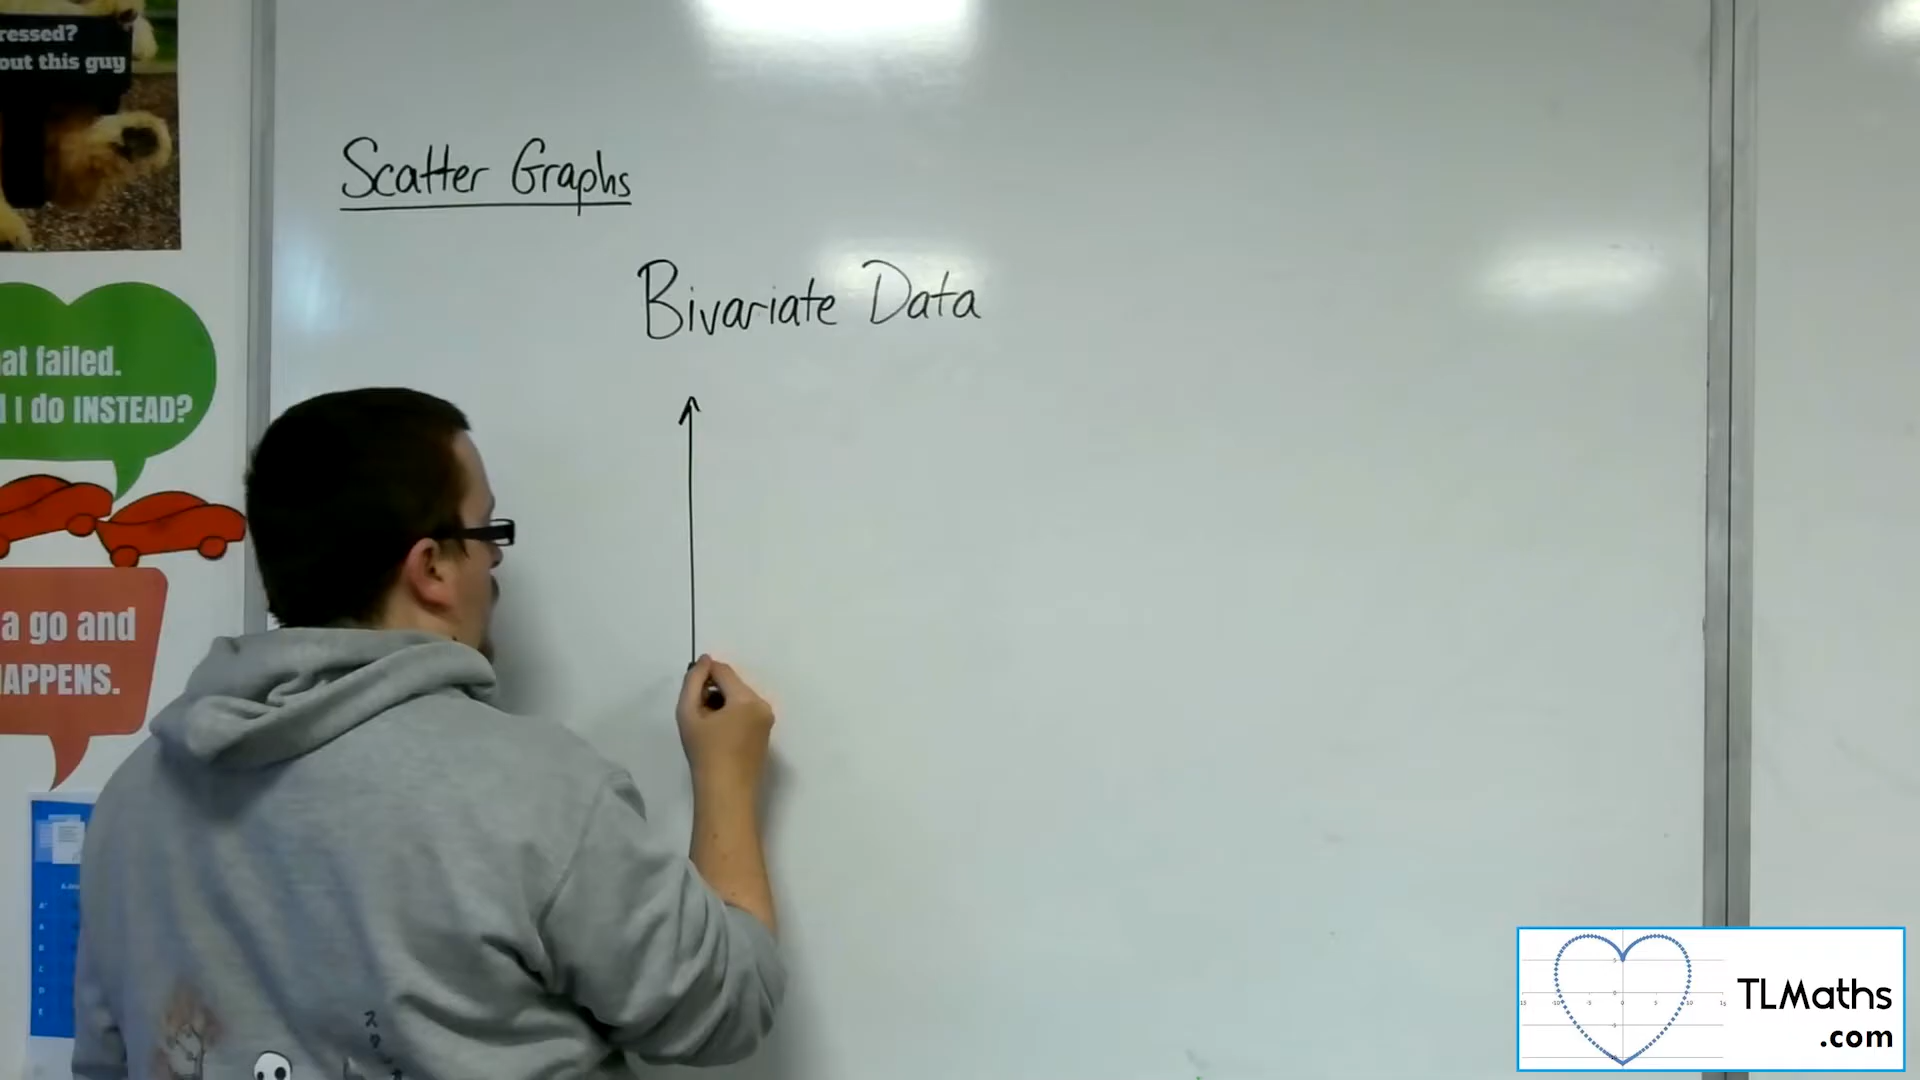 ressed?
out this guy
Scatter Graphs
Bivariate Data
at failed.
I do INSTEAD?
a go and
HAPPENS.
TLMaths
.com